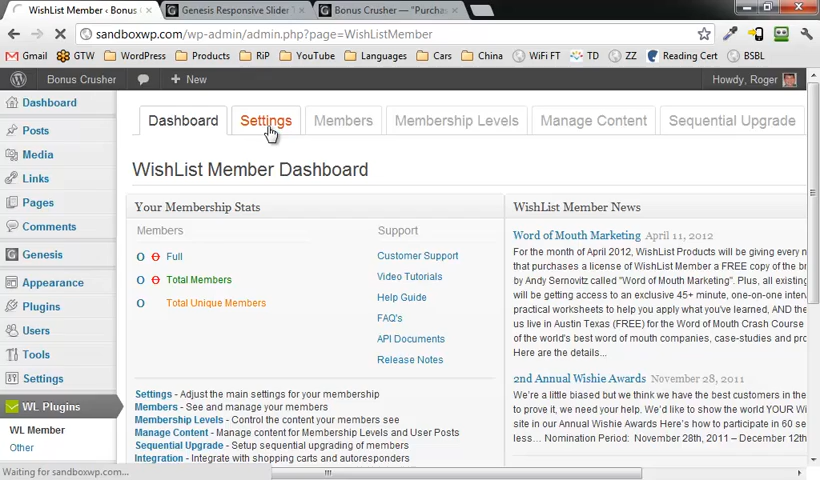 WishList Member ‹ Bonus
Genesis Responsive Slider
Bonus Crusher — "Purcha
sandboxwp.com/wp-admin/admin.php?page=WishListMember
Gmail GTW WordPress Products RiP YouTube Languages Cars China WiFi FT TD ZZ Reading Cert BSBL
Bonus Crusher + New Howdy, Roger
Dashboard Settings Members Membership Levels Manage Content Sequential Upgrade
Dashboard
Posts
Media
Links
Pages
Comments
Genesis
Appearance
Plugins
Users
Tools
Settings
WL Plugins
WL Member
Other
WishList Member Dashboard
Your Membership Stats
Members
0 0 Full
0 0 Total Members
0 Total Unique Members
Support
Customer Support
Video Tutorials
Help Guide
FAQ's
API Documents
Release Notes
Settings - Adjust the main settings for your membership
Members - See and manage your members
Membership Levels - Control the content your members see
Manage Content - Manage content for Membership Levels and User Posts
Sequential Upgrade - Setup sequential upgrading of members
Integration - Integrate with shopping carts and autoresponders
WishList Member News
Word of Mouth Marketing April 11, 2012
For the month of April 2012, WishList Products will be giving every n
that purchases a license of WishList Member a FREE copy of the br
by Andy Sernovitz called "Word of Mouth Marketing". Plus, all existing
will be getting access to an exclusive 45+ minute, one-on-one inter
practical worksheets to help you apply what you've learned, AND the
us live in Austin Texas (FREE) for the Word of Mouth Crash Course
of the world's best word of mouth companies, case-studies and pro
Here are the details...
2nd Annual Wishie Awards November 28, 2011
We're a little biased but we think we have the best customers in the
to prove it, we need your help. We'd like to show the world YOUR Wi
site in our Annual Wishie Awards Here's how to participate in 60 se
less... Nomination Period: November 28th, 2011 – December 12th
Waiting for sandboxwp.com...